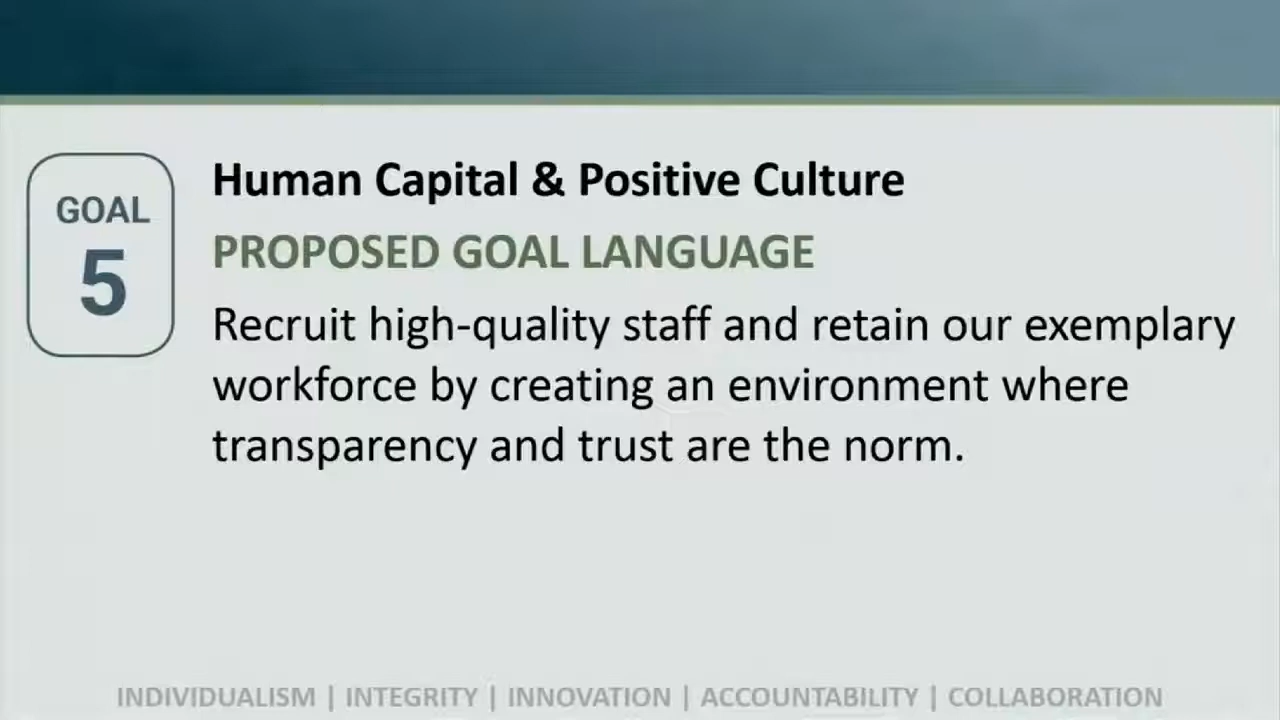 GOAL
5
Human Capital & Positive Culture
PROPOSED GOAL LANGUAGE
Recruit high-quality staff and retain our exemplary
workforce by creating an environment where
transparency and trust are the norm.
INDIVIDUALISM | INTEGRITY | INNOVATION | ACCOUNTABILITY | COLLABORATION